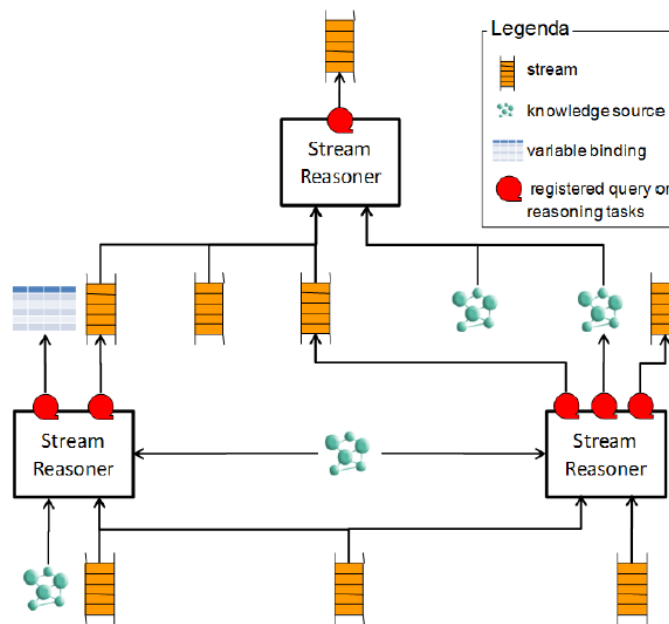 Legenda
stream
knowledge source
variable binding
registered query or
reasoning tasks
Stream
Reasoner
Stream
Reasoner
Stream
Reasoner